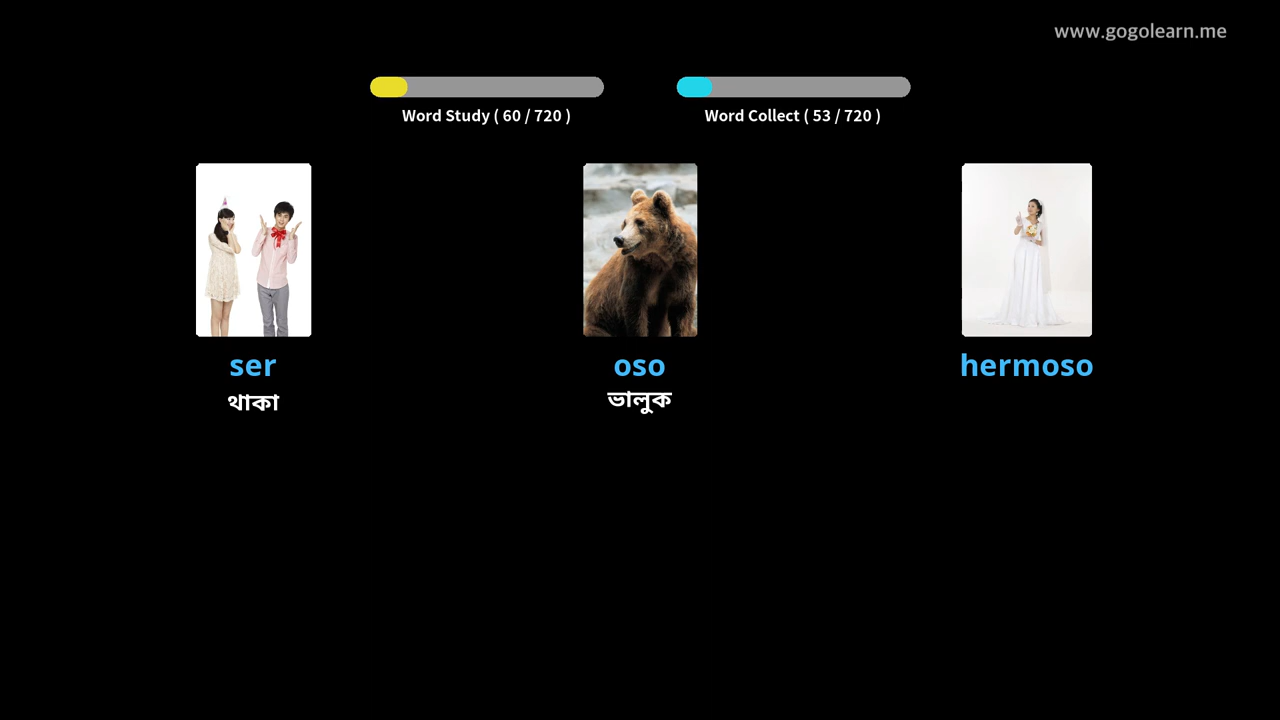 www.gogolearn.me
Word Study ( 60 / 720 )
Word Collect ( 53 / 720 )
ser
oso
hermoso
থাকা
ভালুক